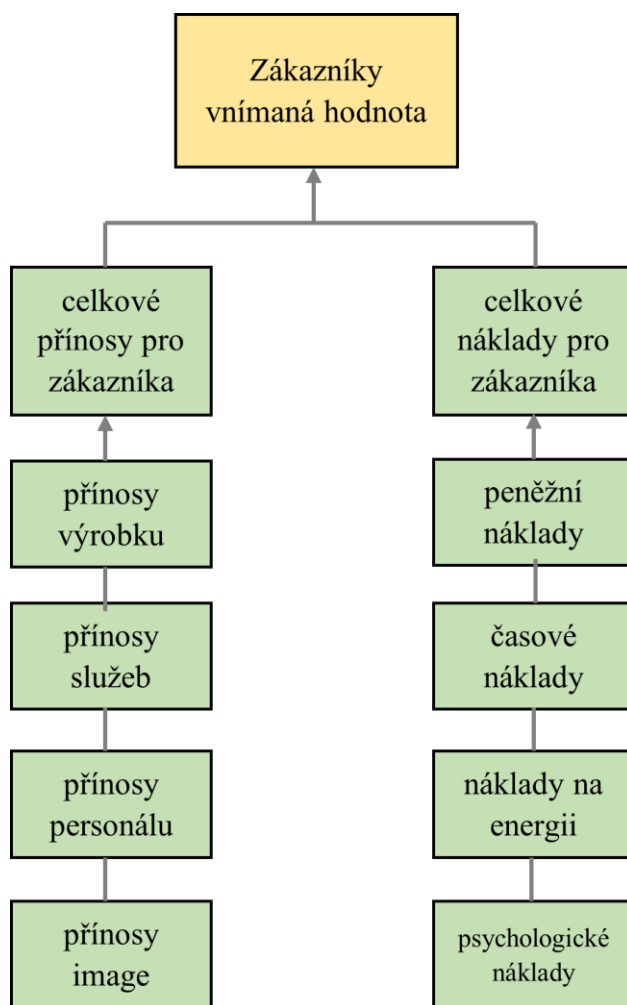 Zákazníky
vnímaná hodnota
celkové
přínosy pro
zákazníka
celkové
náklady pro
zákazníka
přínosy
výrobku
peněžní
náklady
přínosy
služeb
časové
náklady
přínosy
personálu
náklady na
energii
přínosy
image
psychologické
náklady